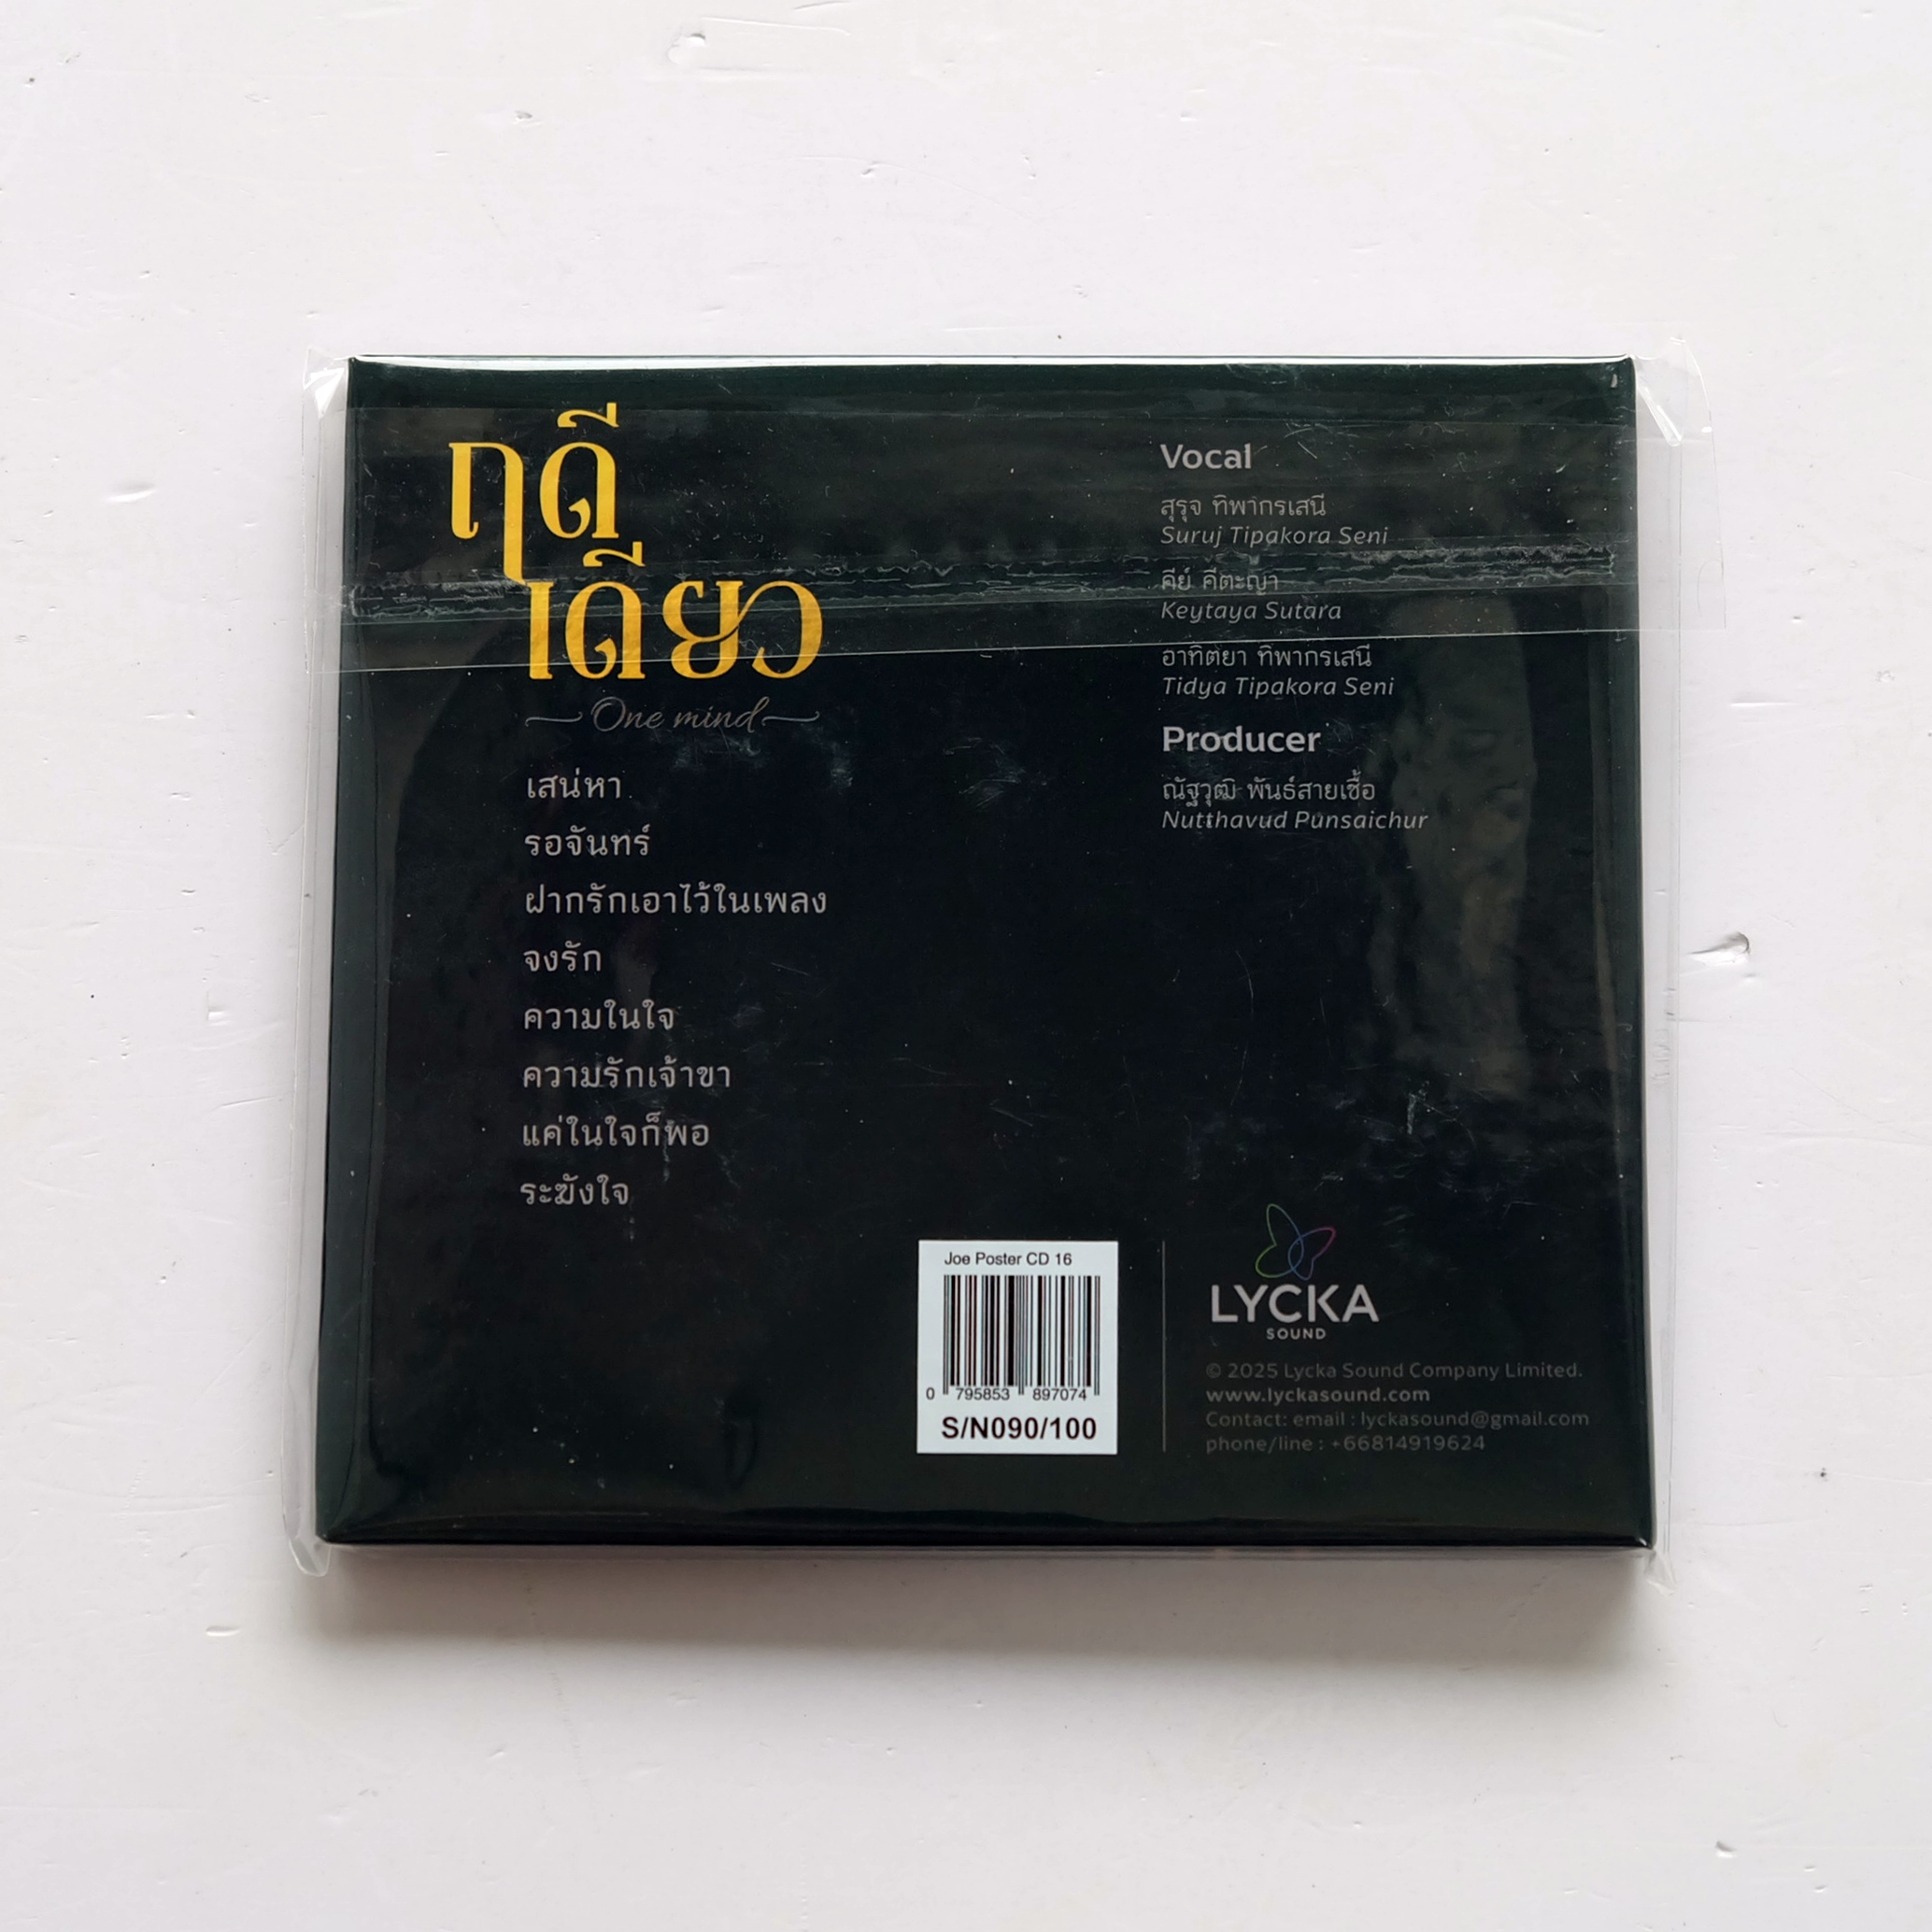 ฤดี
เดียว
One mind
เสน่หา
รอจันทร์
ฝากรักเอาไว้ในเพลง
จงรัก
ความในใจ
ความรักเจ้าขา
แค่ในใจก็พอ
ระฆังใจ
Vocal
สุรุจ ทิพากรเสนี
Suruj Tipakora Seni
คีย์ คีตะญา
Keytaya Sutara
อาทิตยา ทิพากรเสนี
Tidya Tipakora Seni
Producer
ณัฐวุฒิ พันธ์สายเชื้อ
Nutthavud Punsaichur
Joe Poster CD 16
0 795853 897074
S/N090/100
LYCKA
SOUND
© 2025 Lycka Sound Company Limited.
www.lyckasound.com
Contact: email : lyckasound@gmail.com
phone/line : +66814919624